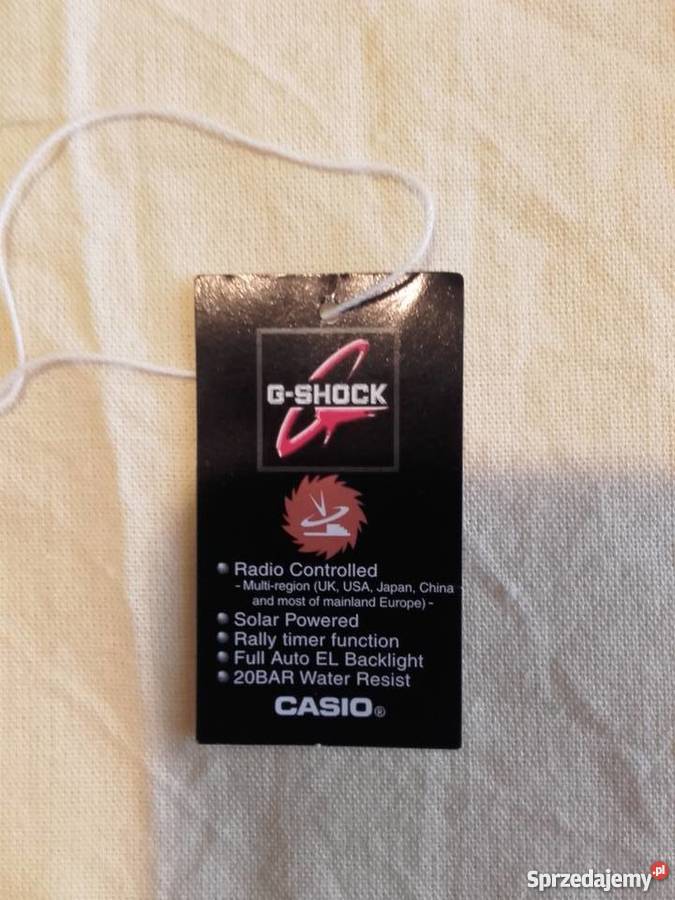 G-SHOCK
Radio Controlled
- Multi-region (UK, USA, Japan, China
and most of mainland Europe) -
Solar Powered
Rally timer function
Full Auto EL Backlight
20BAR Water Resist
CASIO®
Sprzedajemy.pl